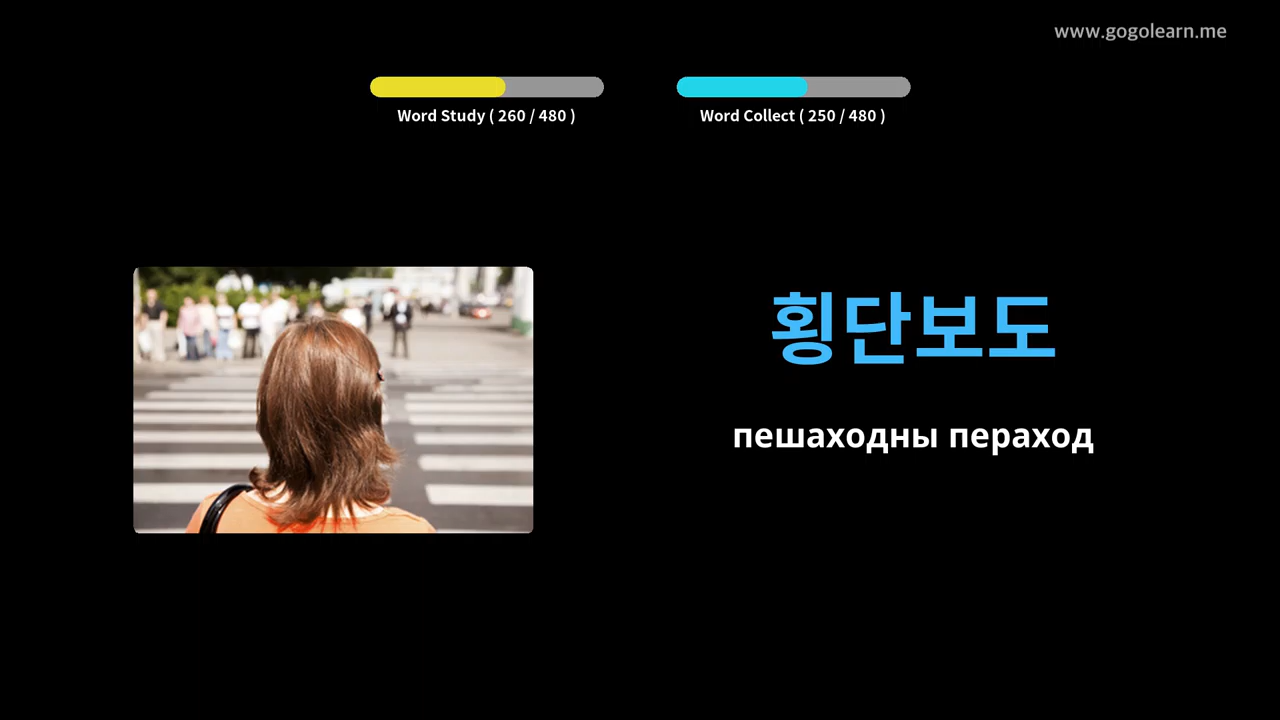 www.gogolearn.me
Word Study ( 260 / 480 )
Word Collect ( 250 / 480 )
횡단보도
пешаходны пераход